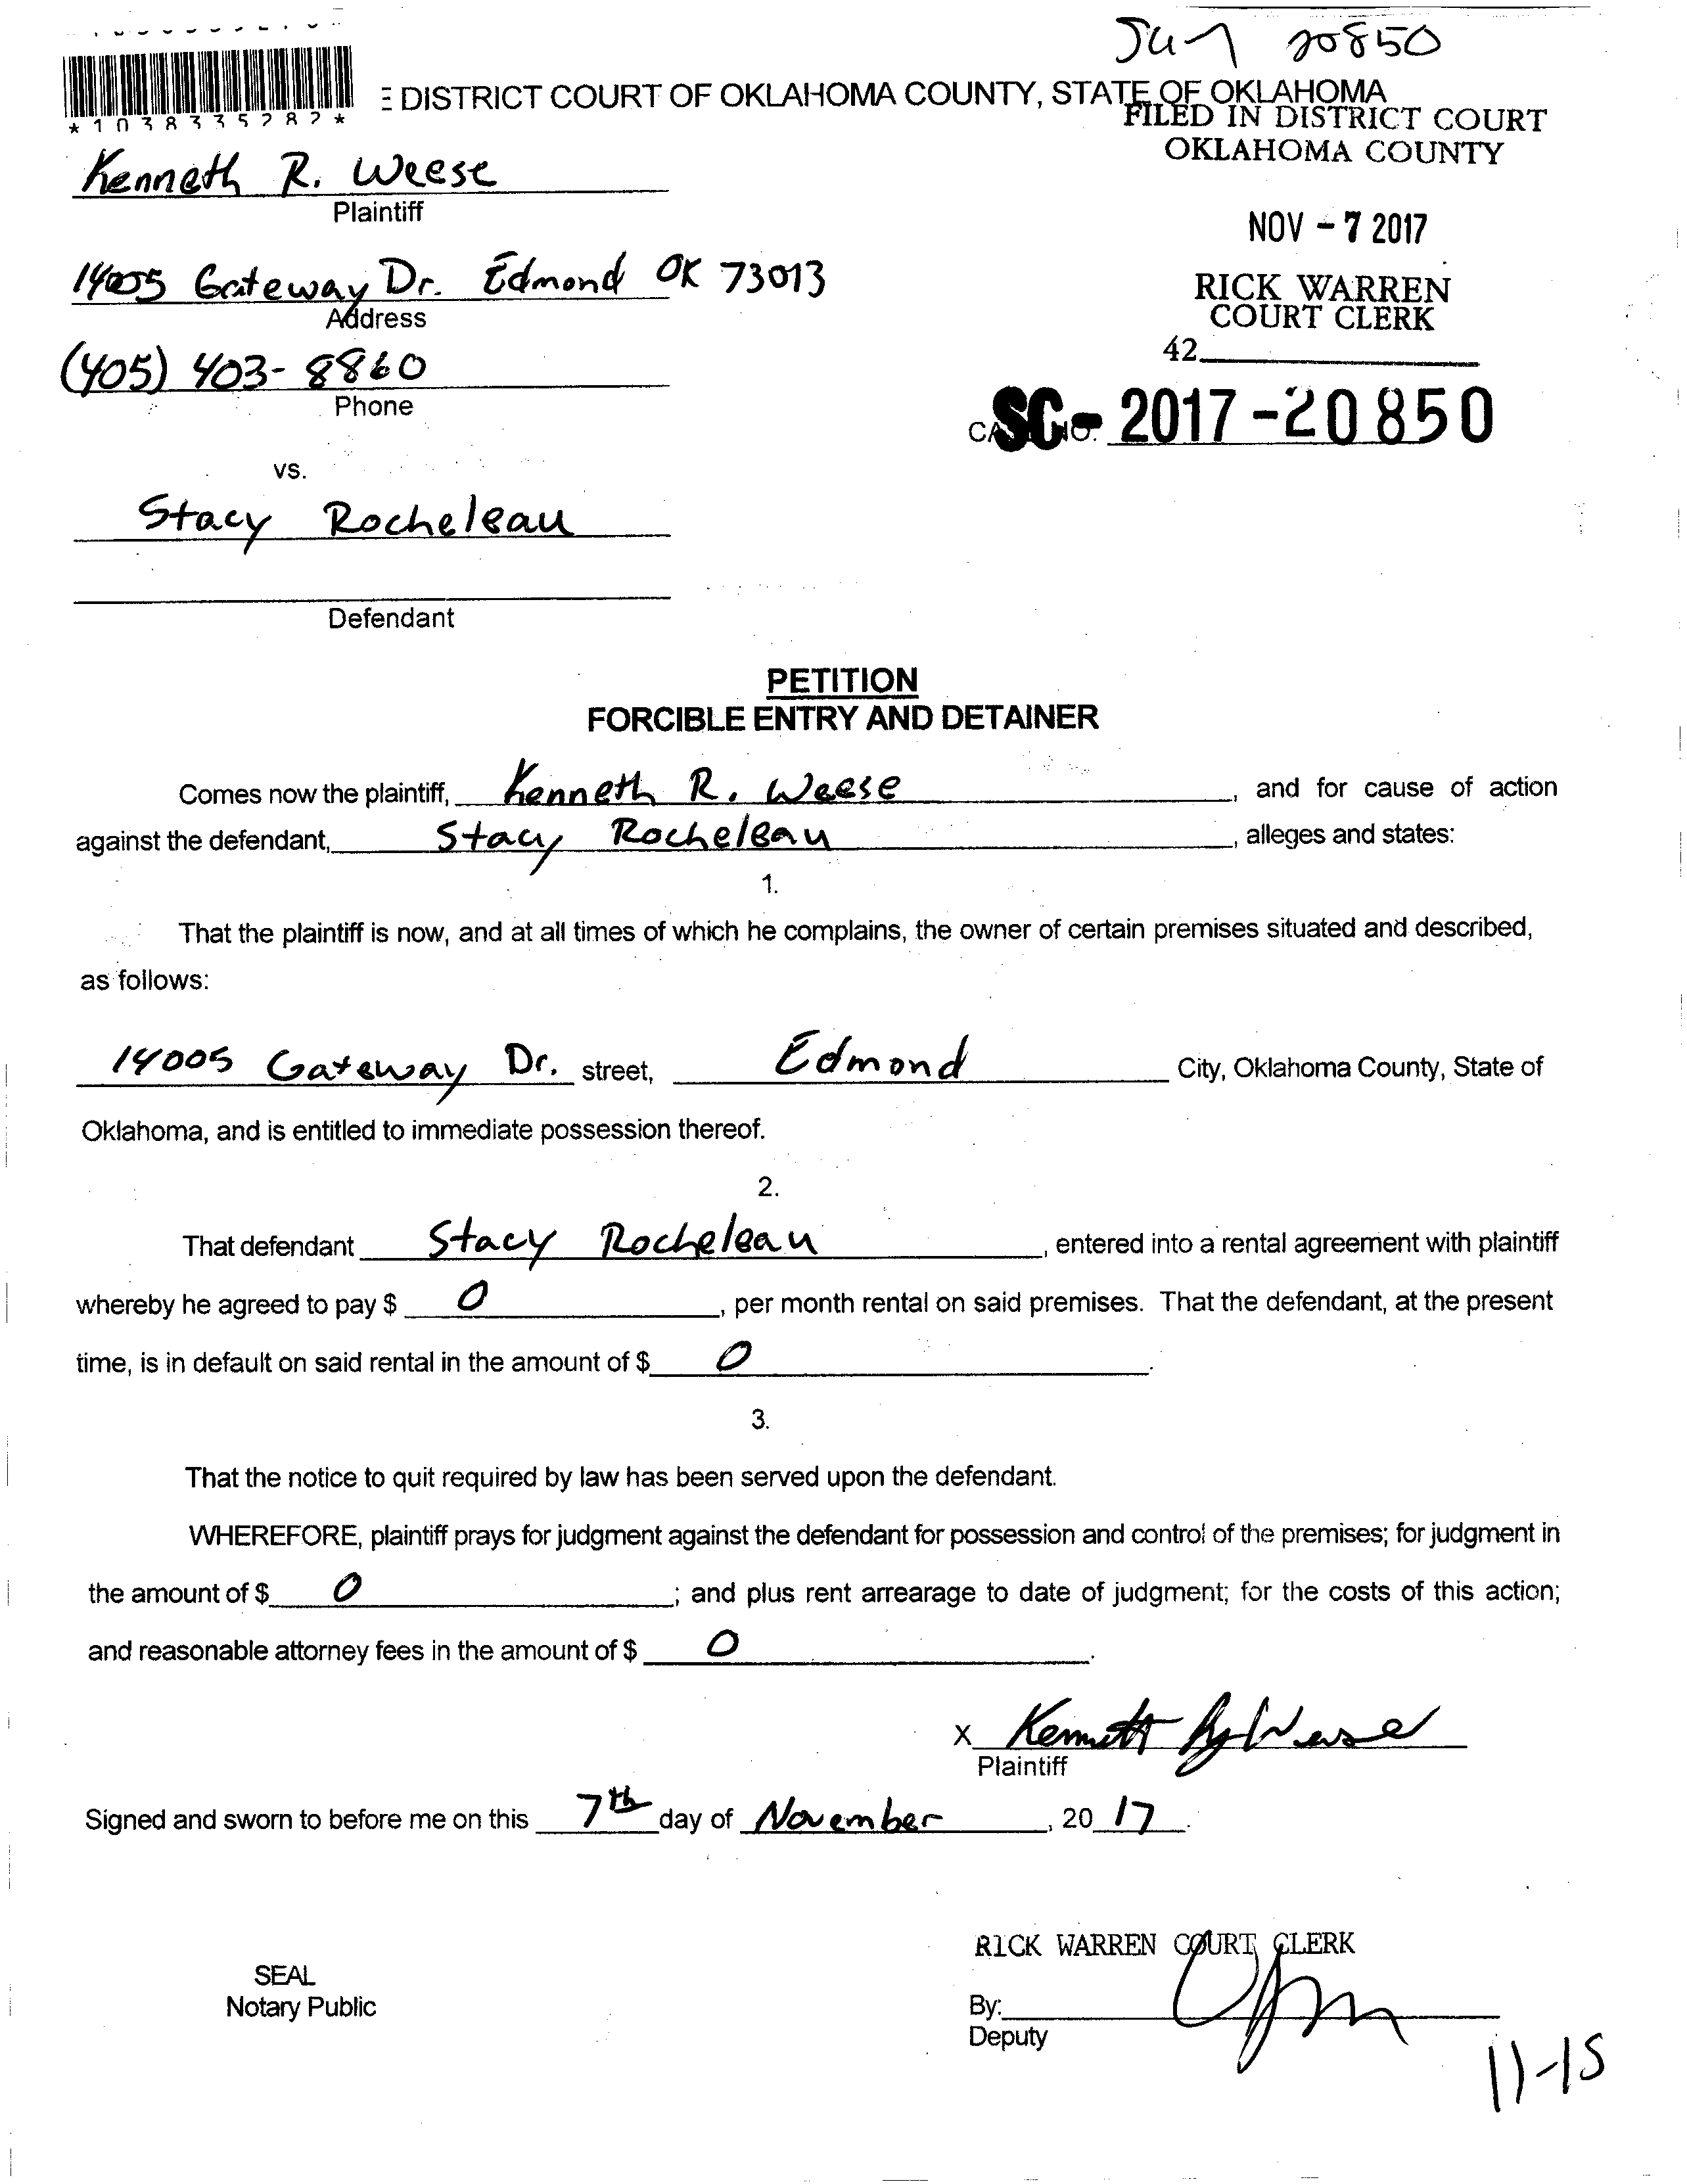 20850
DISTRICT COURT OF OKLAHOMA COUNTY, STATE OF OKLAHOMA
*1038335282*
FILED IN DISTRICT COURT
OKLAHOMA COUNTY
Kenneth R. Weese
Plaintiff
NOV - 7 2017
14005 Gateway Dr. Edmond OK 73013
Address
RICK WARREN
COURT CLERK
42
(405) 403-8860
Phone
SC- 2017-20850
vs.
Stacy Rocheleau
Defendant
PETITION
FORCIBLE ENTRY AND DETAINER
Comes now the plaintiff, Kenneth R. Weese, and for cause of action
against the defendant, Stacy Rocheleau, alleges and states:
1.
That the plaintiff is now, and at all times of which he complains, the owner of certain premises situated and described,
as follows:
14005 Gateway Dr. street, Edmond City, Oklahoma County, State of
Oklahoma, and is entitled to immediate possession thereof.
2.
That defendant Stacy Rocheleau, entered into a rental agreement with plaintiff
whereby he agreed to pay $ 0, per month rental on said premises. That the defendant, at the present
time, is in default on said rental in the amount of $ 0.
3.
That the notice to quit required by law has been served upon the defendant.
WHEREFORE, plaintiff prays for judgment against the defendant for possession and control of the premises; for judgment in
the amount of $ 0; and plus rent arrearage to date of judgment; for the costs of this action;
and reasonable attorney fees in the amount of $ 0.
X Kenneth Weese
Plaintiff
Signed and sworn to before me on this 7th day of November, 2017.
RICK WARREN COURT CLERK
SEAL
Notary Public
By:
Deputy
11-15